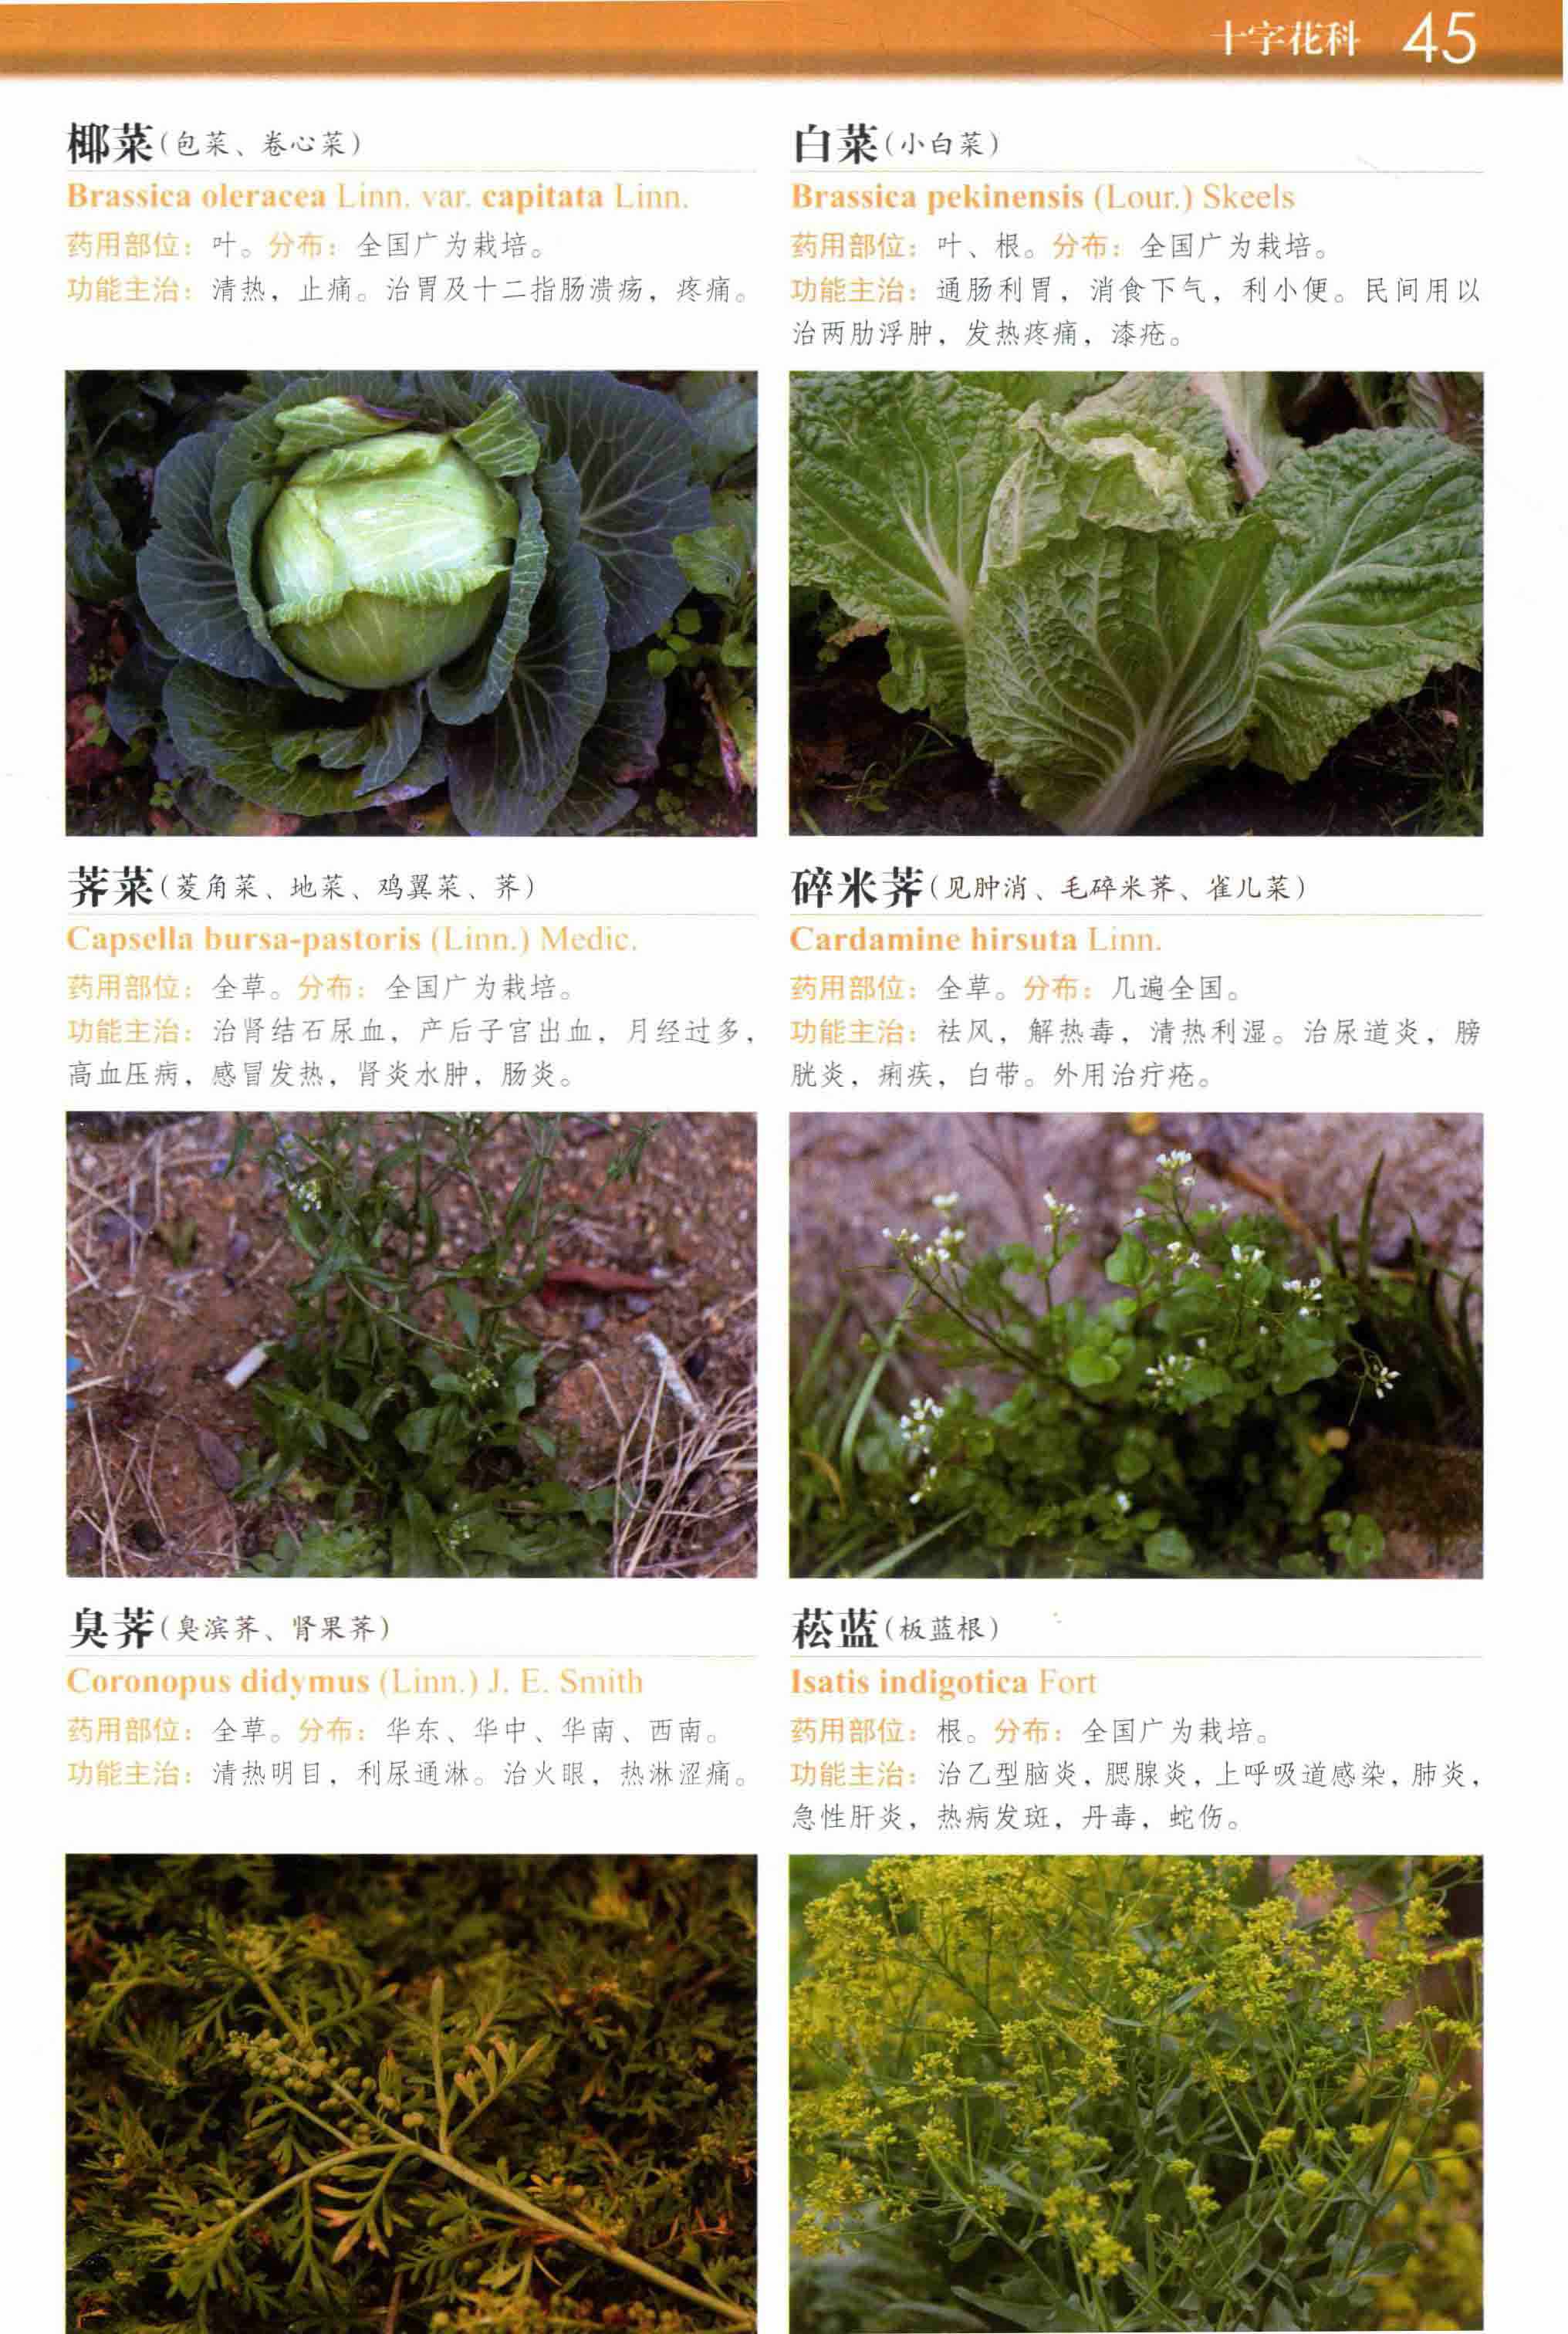 十字花科 45
椰菜(包菜、卷心菜)
Brassica oleracea Linn. var. capitata Linn.
药用部位：叶。分布：全国广为栽培。
功能主治：清热，止痛。治胃及十二指肠溃疡，疼痛。
白菜(小白菜)
Brassica pekinensis (Lour.) Skeels
药用部位：叶、根。分布：全国广为栽培。
功能主治：通肠利胃，消食下气，利小便。民间用以
治两肋浮肿，发热疼痛，漆疮。
荠菜(菱角菜、地菜、鸡翼菜、荠)
Capsella bursa-pastoris (Linn.) Medic.
药用部位：全草。分布：全国广为栽培。
功能主治：治肾结石尿血，产后子宫出血，月经过多，
高血压病，感冒发热，肾炎水肿，肠炎。
碎米荠(见肿消、毛碎米荠、雀儿菜)
Cardamine hirsuta Linn.
药用部位：全草。分布：几遍全国。
功能主治：祛风，解热毒，清热利湿。治尿道炎，膀
胱炎，痢疾，白带。外用治疔疮。
臭荠(臭滨荠、肾果荠)
Coronopus didymus (Linn.) J. E. Smith
药用部位：全草。分布：华东、华中、华南、西南。
功能主治：清热明目，利尿通淋。治火眼，热淋涩痛。
菘蓝(板蓝根)
Isatis indigotica Fort
药用部位：根。分布：全国广为栽培。
功能主治：治乙型脑炎，腮腺炎，上呼吸道感染，肺炎，
急性肝炎，热病发斑，丹毒，蛇伤。